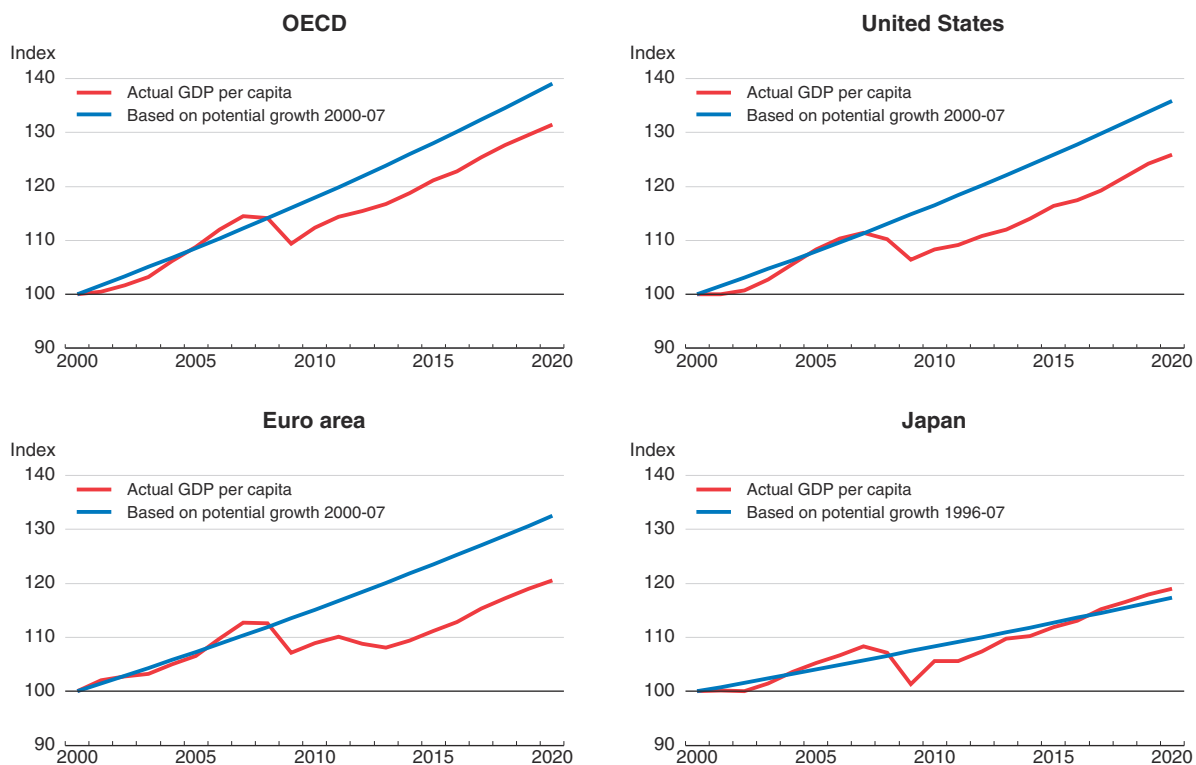 OECD
Index
140
130
120
110
100
90
Actual GDP per capita
Based on potential growth 2000-07
2000 2005 2010 2015 2020
United States
Index
140
130
120
110
100
90
Actual GDP per capita
Based on potential growth 2000-07
2000 2005 2010 2015 2020
Euro area
Index
140
130
120
110
100
90
Actual GDP per capita
Based on potential growth 2000-07
2000 2005 2010 2015 2020
Japan
Index
140
130
120
110
100
90
Actual GDP per capita
Based on potential growth 1996-07
2000 2005 2010 2015 2020